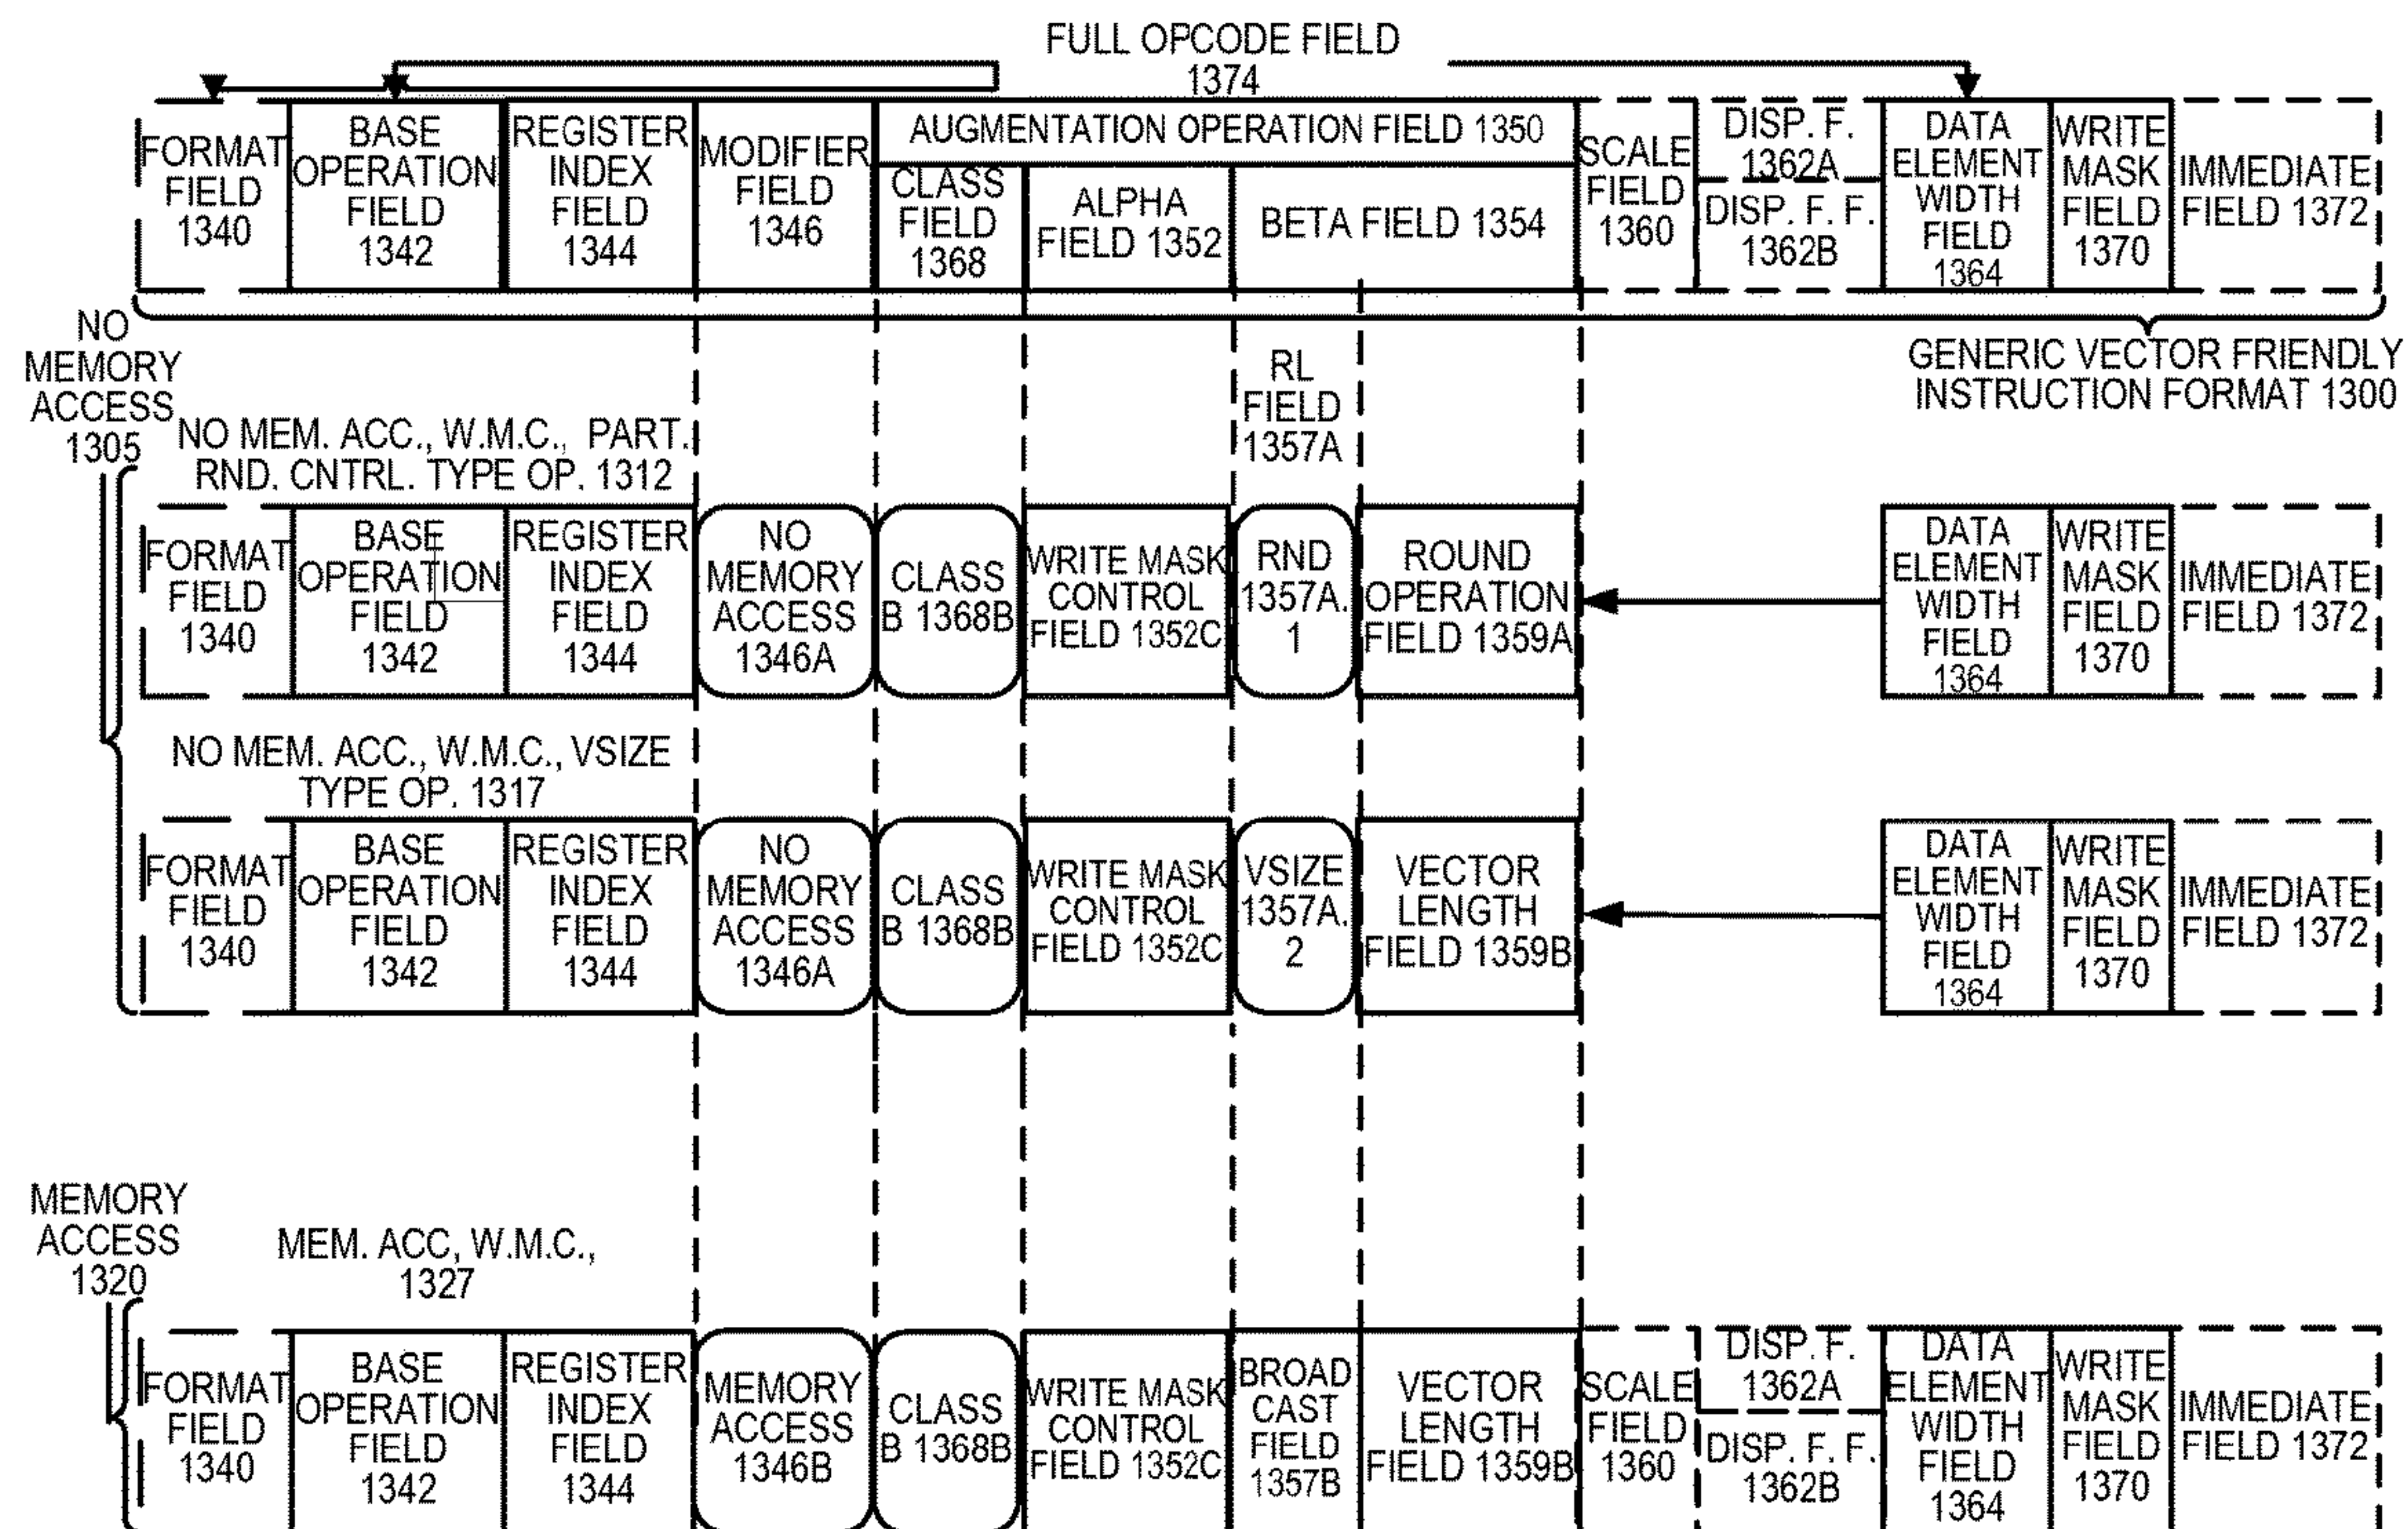 FULL OPCODE FIELD
1374
FORMAT
FIELD
1340
BASE
OPERATION
FIELD
1342
REGISTER
INDEX
FIELD
1344
MODIFIER
FIELD
1346
AUGMENTATION OPERATION FIELD 1350
CLASS
FIELD
1368
ALPHA
FIELD 1352
BETA FIELD 1354
SCALE
FIELD
1360
DISP. F.
1362A
DISP. F. F.
1362B
DATA
ELEMENT
WIDTH
FIELD
1364
WRITE
MASK
FIELD
1370
IMMEDIATE
FIELD 1372
GENERIC VECTOR FRIENDLY
INSTRUCTION FORMAT 1300
NO
MEMORY
ACCESS
1305
RL
FIELD
1357A
NO MEM. ACC., W.M.C., PART.
RND. CNTRL. TYPE OP. 1312
FORMAT
FIELD
1340
BASE
OPERATION
FIELD
1342
REGISTER
INDEX
FIELD
1344
NO
MEMORY
ACCESS
1346A
CLASS
B 1368B
WRITE MASK
CONTROL
FIELD 1352C
RND
1357A.
1
ROUND
OPERATION
FIELD 1359A
DATA
ELEMENT
WIDTH
FIELD
1364
WRITE
MASK
FIELD
1370
IMMEDIATE
FIELD 1372
NO MEM. ACC., W.M.C., VSIZE
TYPE OP. 1317
FORMAT
FIELD
1340
BASE
OPERATION
FIELD
1342
REGISTER
INDEX
FIELD
1344
NO
MEMORY
ACCESS
1346A
CLASS
B 1368B
WRITE MASK
CONTROL
FIELD 1352C
VSIZE
1357A.
2
VECTOR
LENGTH
FIELD 1359B
DATA
ELEMENT
WIDTH
FIELD
1364
WRITE
MASK
FIELD
1370
IMMEDIATE
FIELD 1372
MEMORY
ACCESS
1320
MEM. ACC, W.M.C.,
1327
FORMAT
FIELD
1340
BASE
OPERATION
FIELD
1342
REGISTER
INDEX
FIELD
1344
MEMORY
ACCESS
1346B
CLASS
B 1368B
WRITE MASK
CONTROL
FIELD 1352C
BROAD
CAST
FIELD
1357B
VECTOR
LENGTH
FIELD 1359B
SCALE
FIELD
1360
DISP. F.
1362A
DISP. F. F.
1362B
DATA
ELEMENT
WIDTH
FIELD
1364
WRITE
MASK
FIELD
1370
IMMEDIATE
FIELD 1372